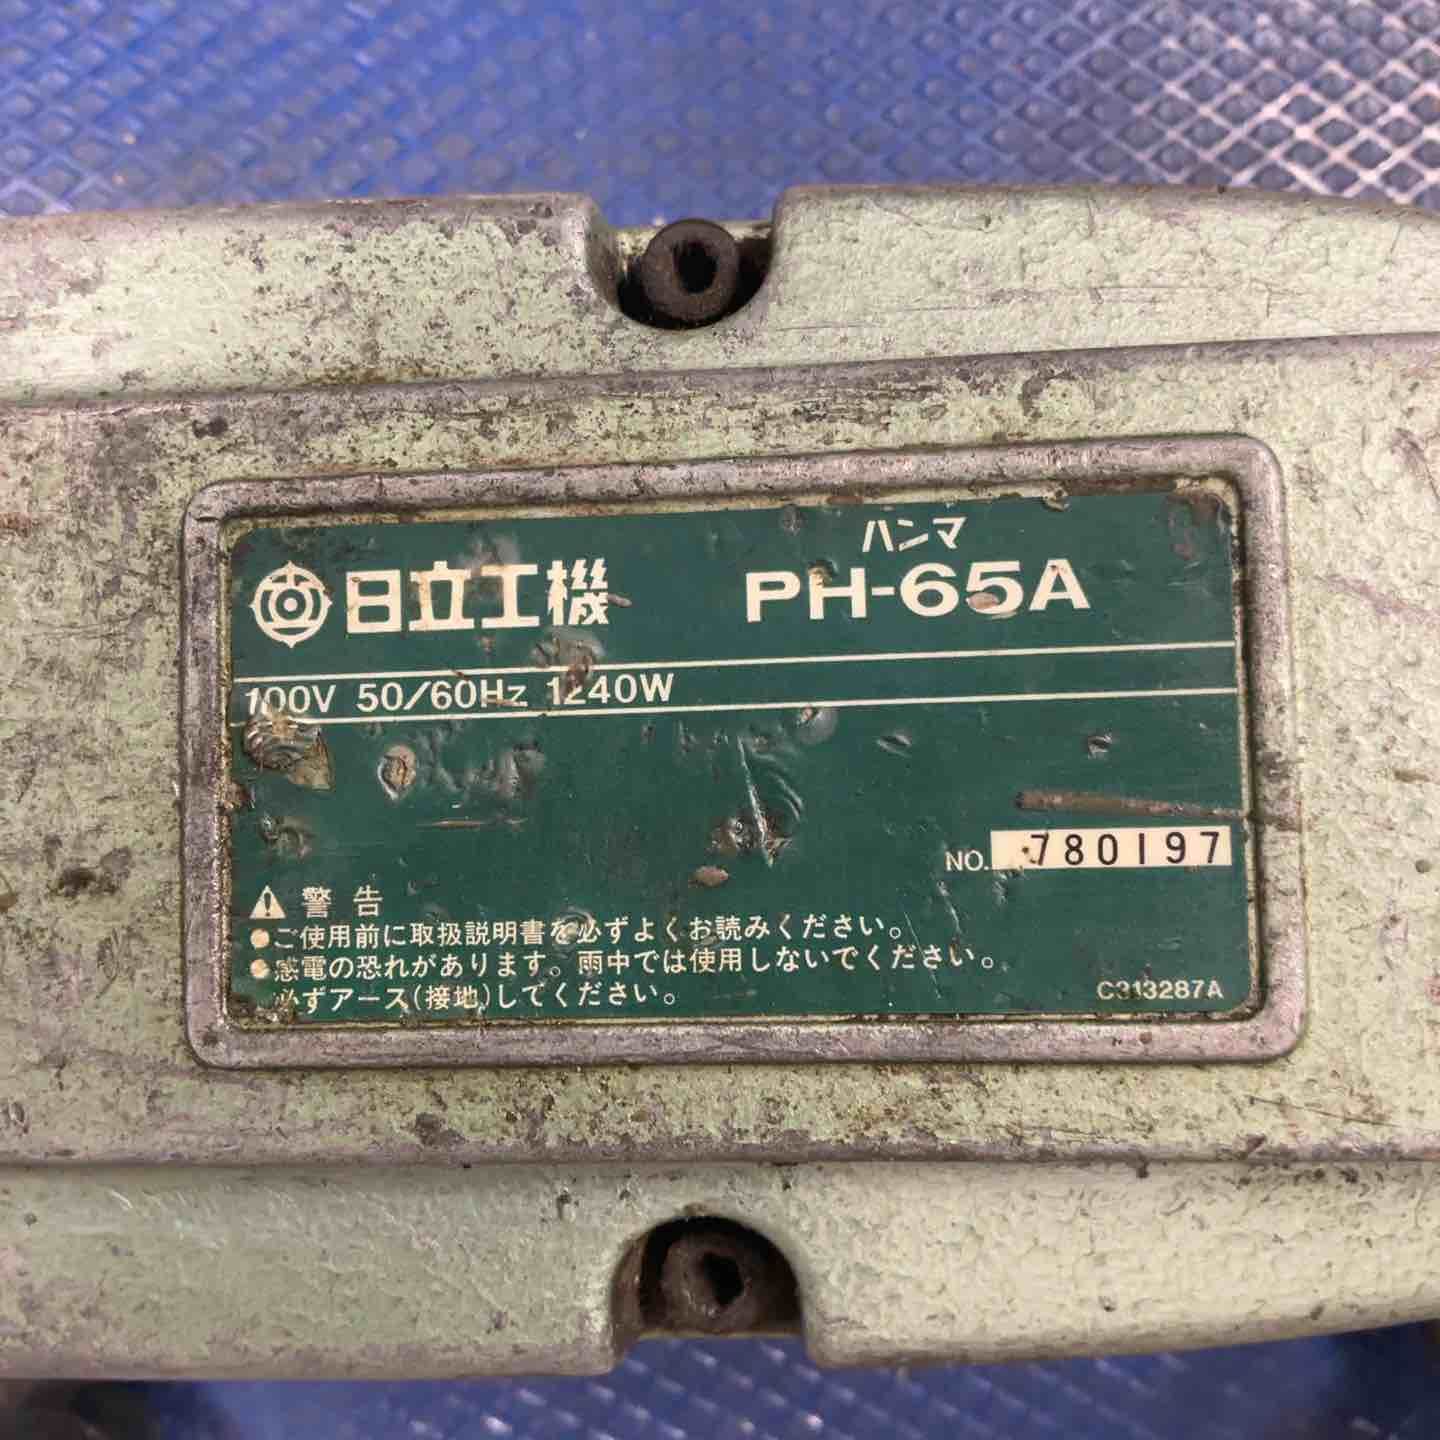 日立工機
ハンマ
PH-65A
100V 50/60Hz 1240W
NO. 780197
警告
●ご使用前に取扱説明書を必ずよくお読みください。
●感電の恐れがあります。雨中では使用しないでください。
必ずアース(接地)してください。
C313287A